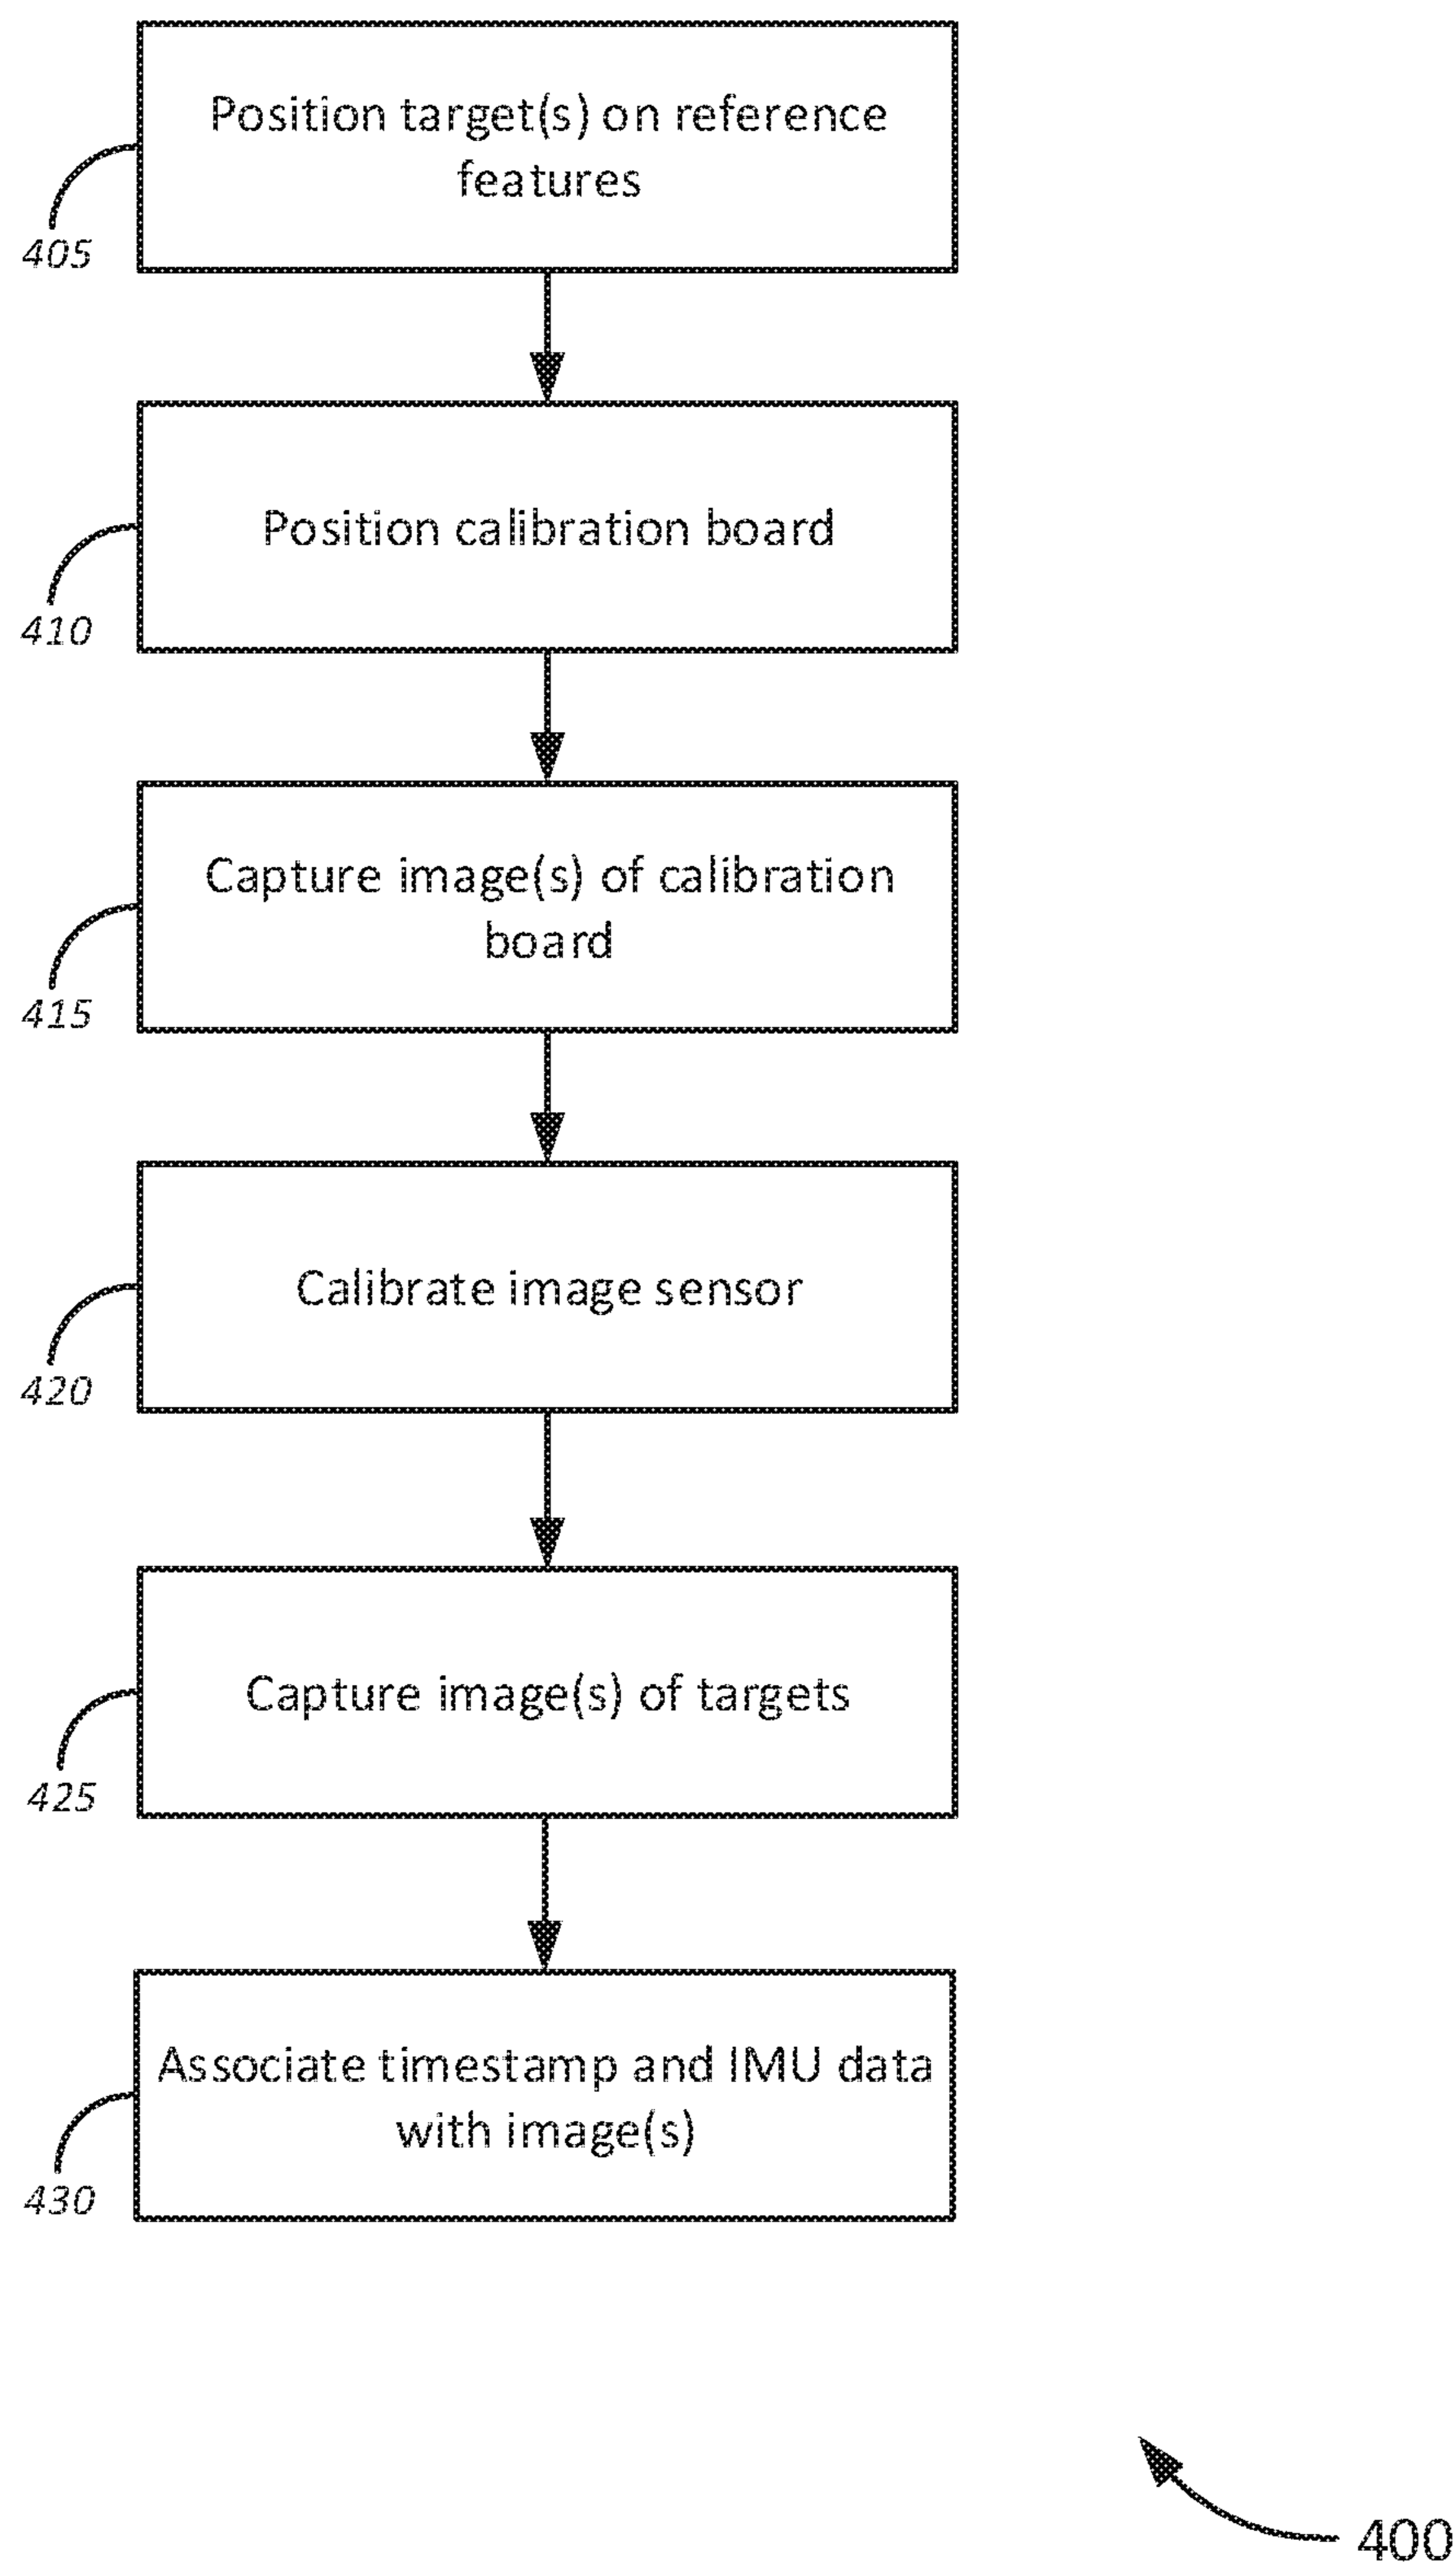 Position target(s) on reference
features
405
Position calibration board
410
Capture image(s) of calibration
board
415
Calibrate image sensor
420
Capture image(s) of targets
425
Associate timestamp and IMU data
with image(s)
430
400